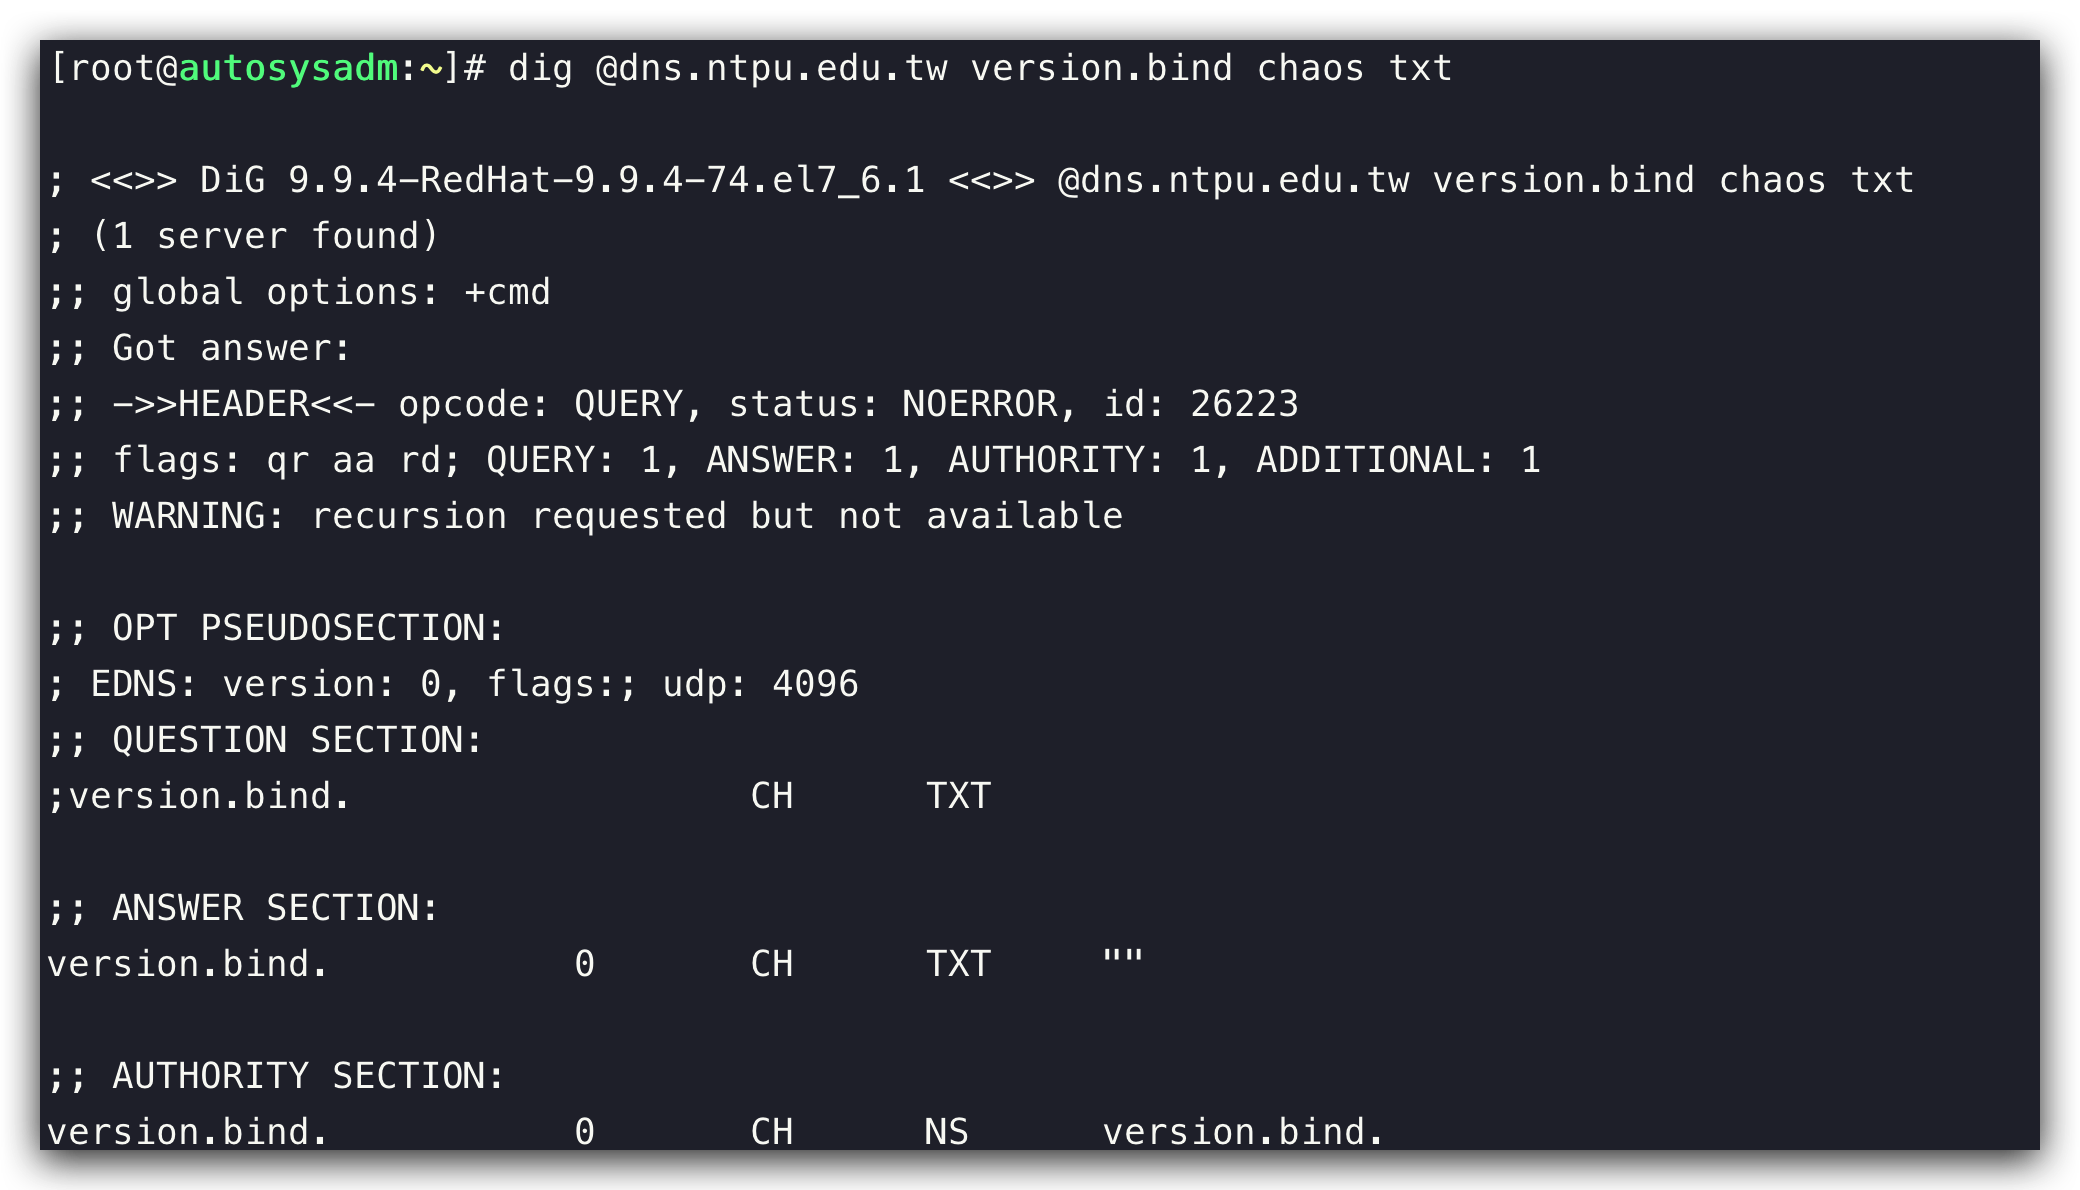 [root@autosysadm:~]# dig @dns.ntpu.edu.tw version.bind chaos txt
; <<>> DiG 9.9.4-RedHat-9.9.4-74.el7_6.1 <<>> @dns.ntpu.edu.tw version.bind chaos txt
; (1 server found)
;; global options: +cmd
;; Got answer:
;; ->>HEADER<<- opcode: QUERY, status: NOERROR, id: 26223
;; flags: qr aa rd; QUERY: 1, ANSWER: 1, AUTHORITY: 1, ADDITIONAL: 1
;; WARNING: recursion requested but not available
;; OPT PSEUDOSECTION:
; EDNS: version: 0, flags:; udp: 4096
;; QUESTION SECTION:
;version.bind. CH TXT
;; ANSWER SECTION:
version.bind. 0 CH TXT ""
;; AUTHORITY SECTION:
version.bind. 0 CH NS version.bind.